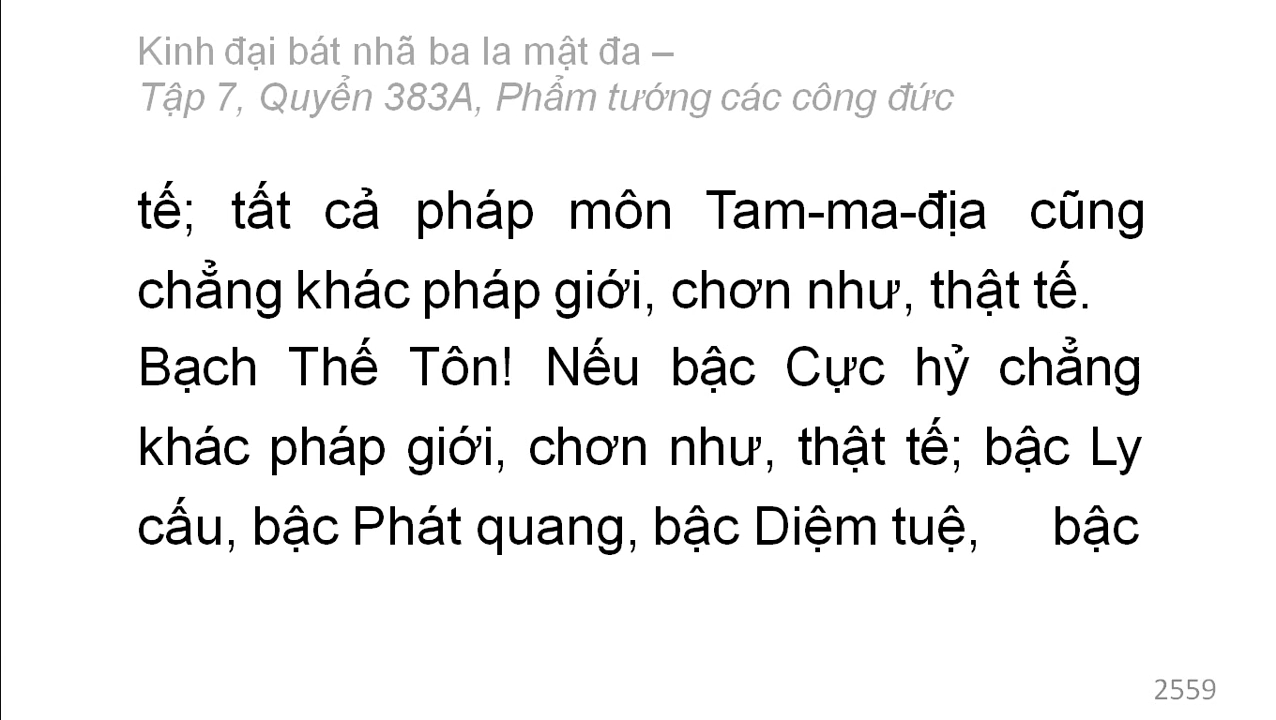 Kinh đại bát nhã ba la mật đa –
Tập 7, Quyển 383A, Phẩm tướng các công đức
tế; tất cả pháp môn Tam-ma-địa cũng
chẳng khác pháp giới, chơn như, thật tế.
Bạch Thế Tôn! Nếu bậc Cực hỷ chẳng
khác pháp giới, chơn như, thật tế; bậc Ly
cấu, bậc Phát quang, bậc Diệm tuệ, bậc
2559